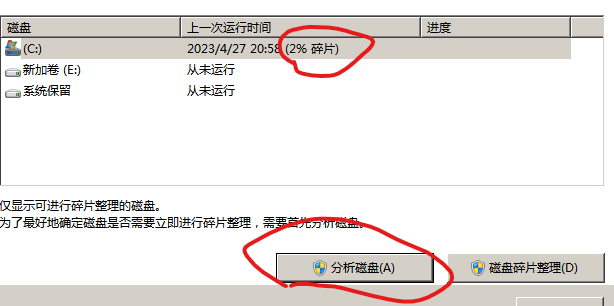 磁盘 上一次运行时间 进度
(C:) 2023/4/27 20:58 (2% 碎片)
新加卷 (E:) 从未运行
系统保留 从未运行
仅显示可进行碎片整理的磁盘。
为了最好地确定磁盘是否需要立即进行碎片整理，需要首先分析磁盘。
分析磁盘(A) 磁盘碎片整理(D)